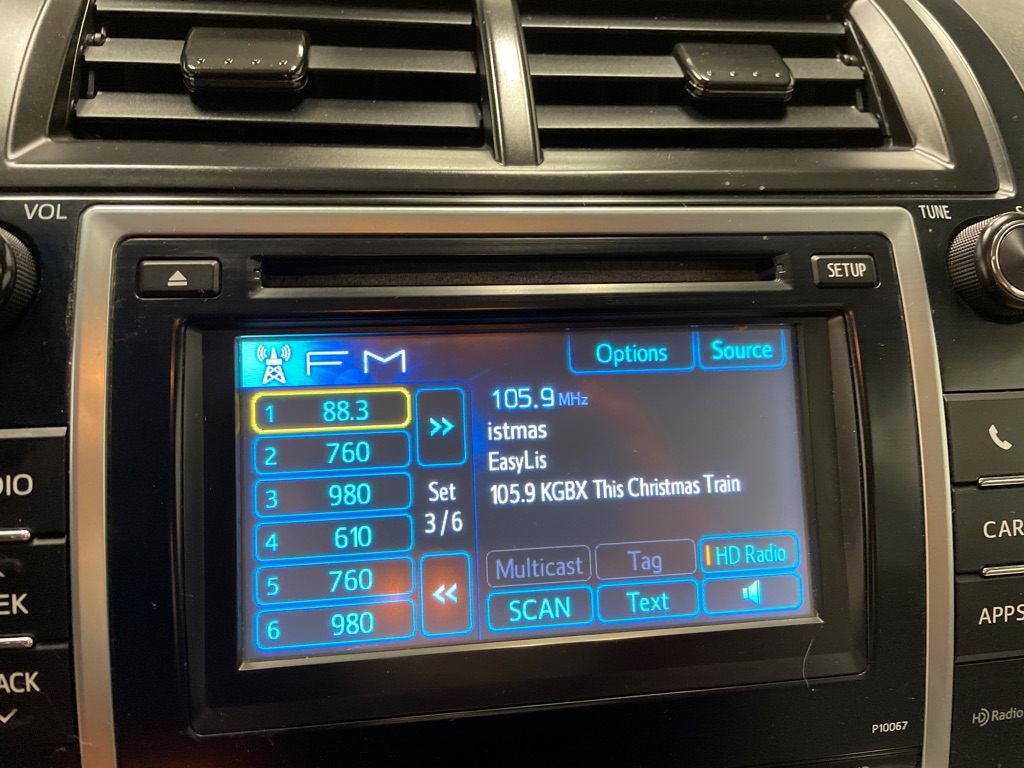 VOL
TUNE
SETUP
FM
Options
Source
1 88.3
2 760
3 980
4 610
5 760
6 980
>>
Set
3/6
<<
105.9 MHz
istmas
EasyLis
105.9 KGBX This Christmas Train
Multicast
Tag
HD Radio
SCAN
Text
DIO
EK
ACK
CAR
APPS
HD Radio
P10067